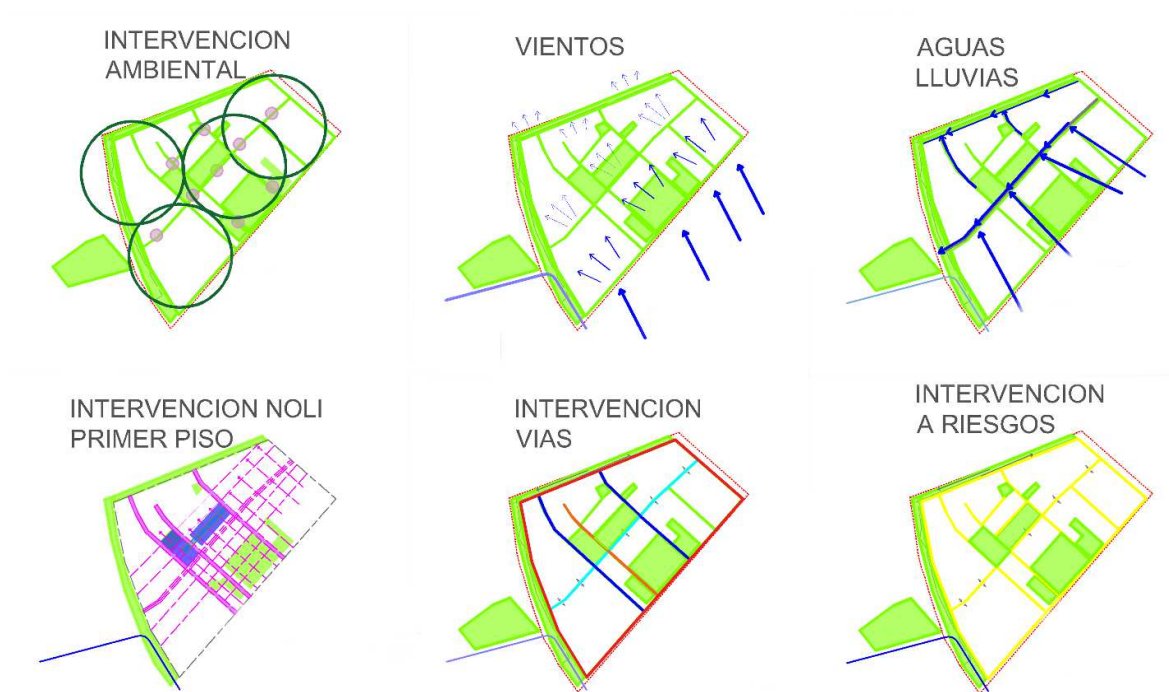 INTERVENCION
AMBIENTAL
VIENTOS
AGUAS
LLUVIAS
INTERVENCION NOLI
PRIMER PISO
INTERVENCION
VIAS
INTERVENCION
A RIESGOS